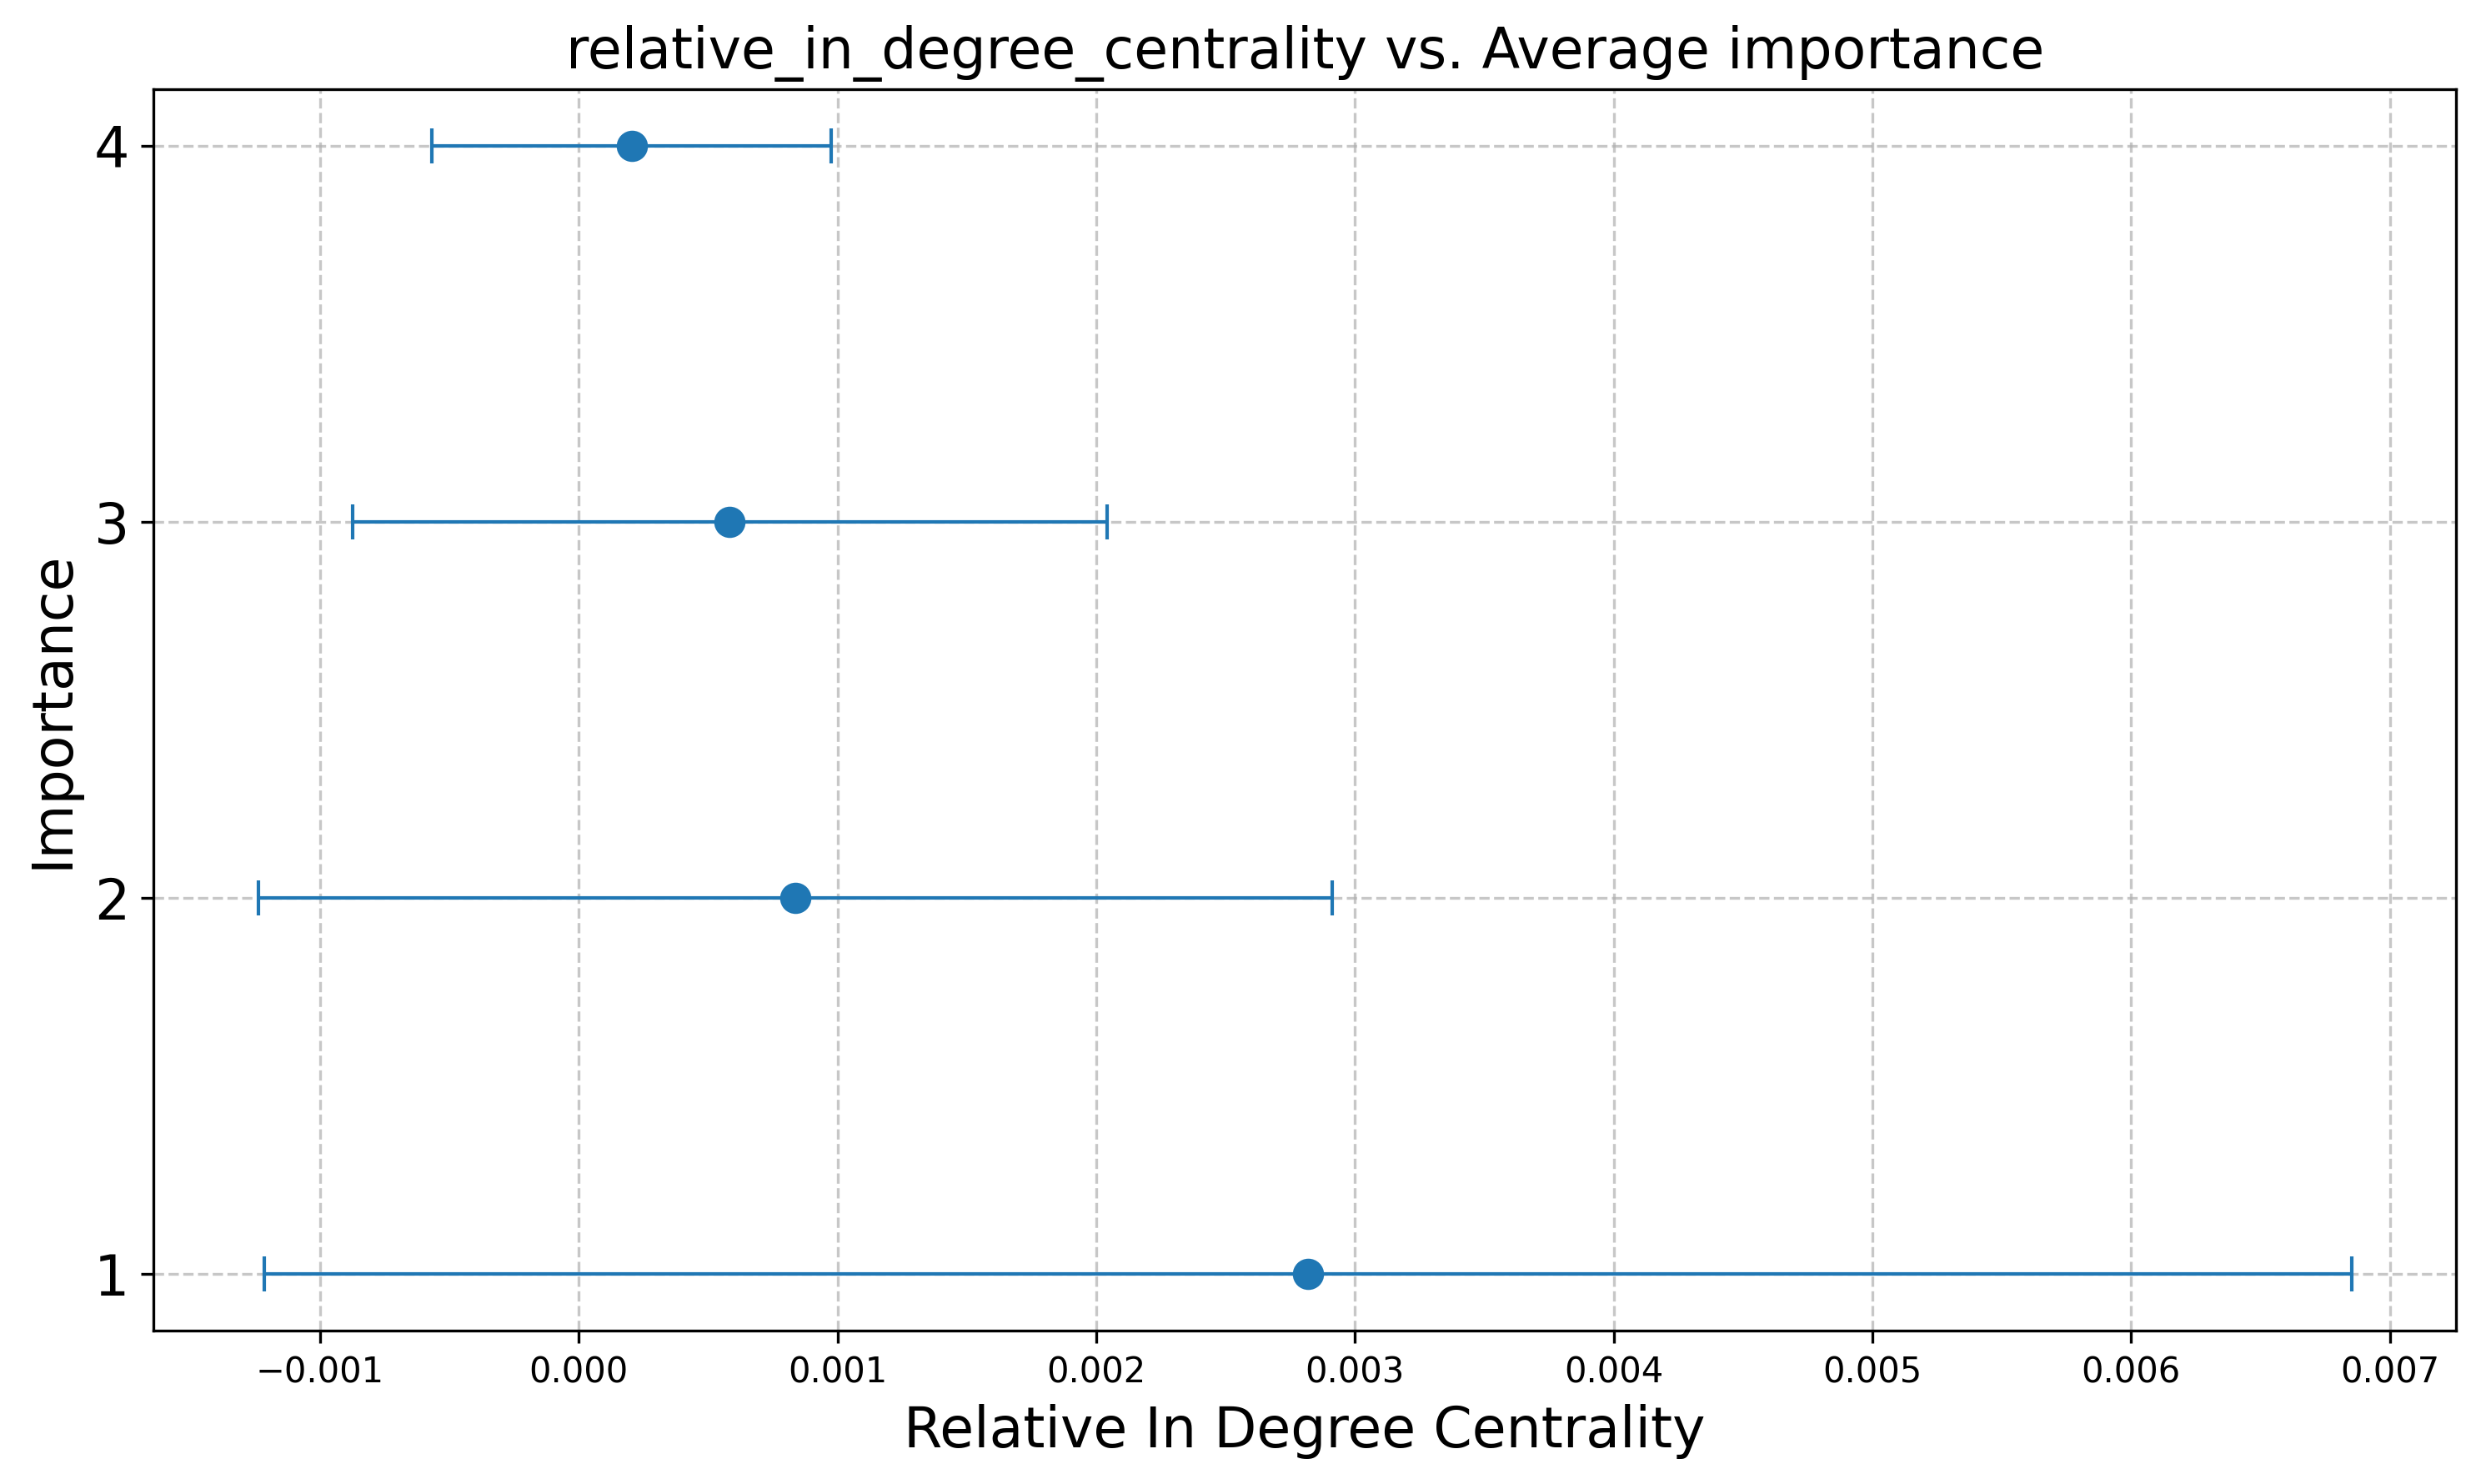 relative_in_degree_centrality vs. Average importance
4
3
2
1
Importance
−0.001 0.000 0.001 0.002 0.003 0.004 0.005 0.006 0.007
Relative In Degree Centrality